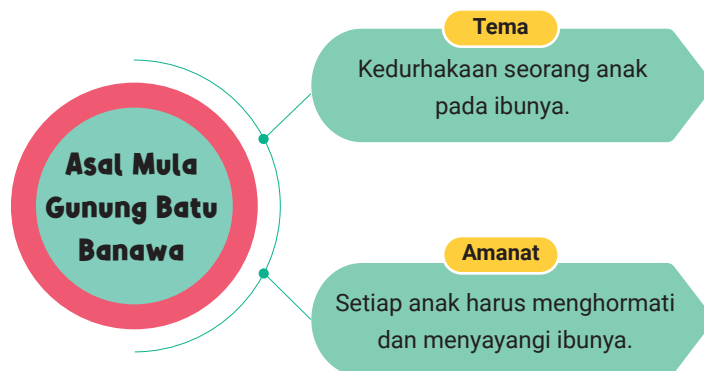 Asal Mula
Gunung Batu
Banawa
Tema
Kedurhakaan seorang anak
pada ibunya.
Amanat
Setiap anak harus menghormati
dan menyayangi ibunya.